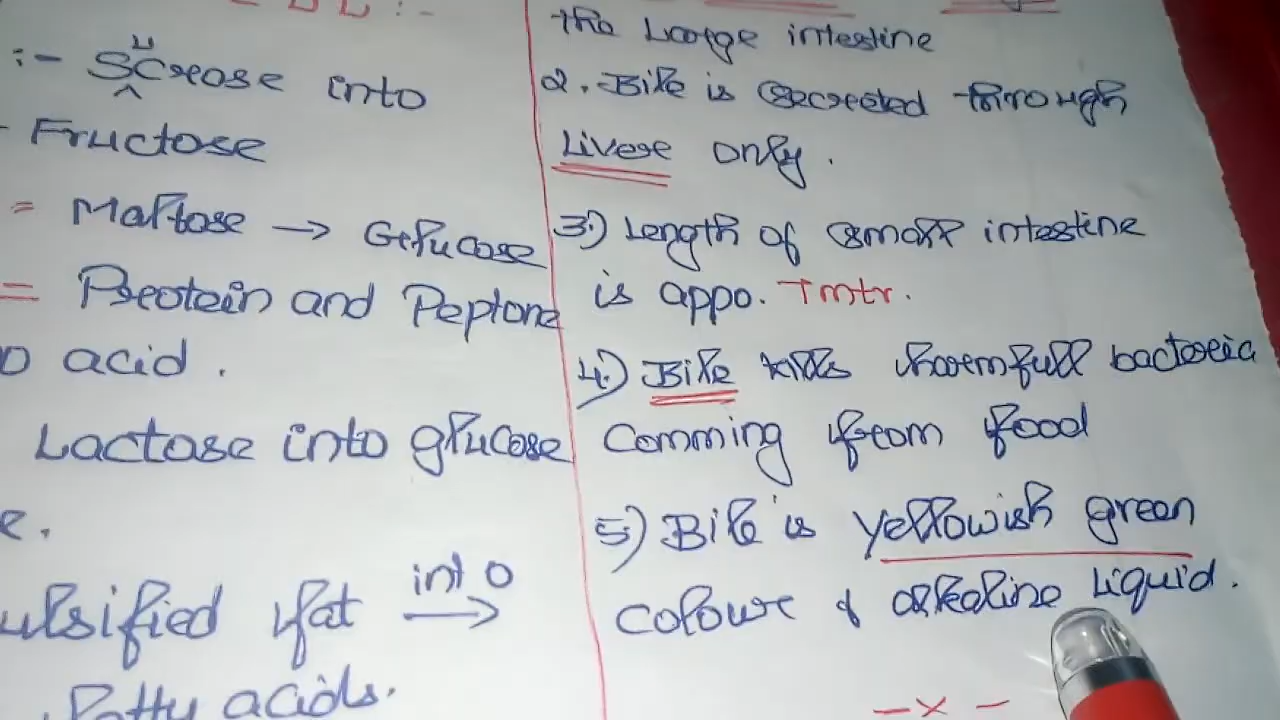 :- SUCrease into
Fructose
= Maltose → Glucose
= Protein and Peptone
o acid.
Lactose into glucose
e.
ulsified fat into →
Fatty acids.
the Large intestine
2. Bile is secreted through
Liver only.
3.) Length of small intestine
is appo. 7mtr.
4.) Bile kills harmfull bacteria
Comming from food
5) Bile is yellowish green
Colour & alkaline Liquid.
-x-